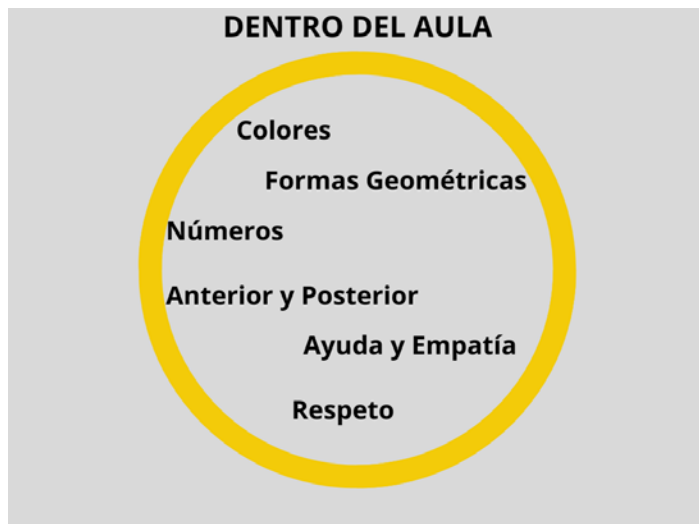 DENTRO DEL AULA
Colores
Formas Geométricas
Números
Anterior y Posterior
Ayuda y Empatía
Respeto